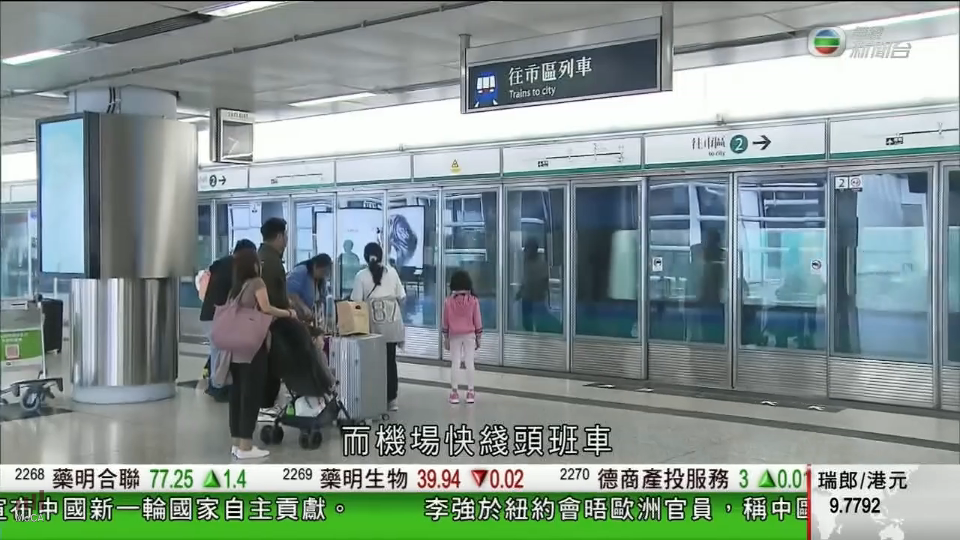 無綫新聞台
往市區列車
Trains to city
往市區 2
to city
2
2
87
而機場快綫頭班車
2268 藥明合聯 77.25 ▲1.4 2269 藥明生物 39.94 ▼0.02 2270 德商產投服務 3 ▲0.01
瑞郎/港元
9.7792
宣布中國新一輪國家自主貢獻。 李強於紐約會晤歐洲官員，稱中